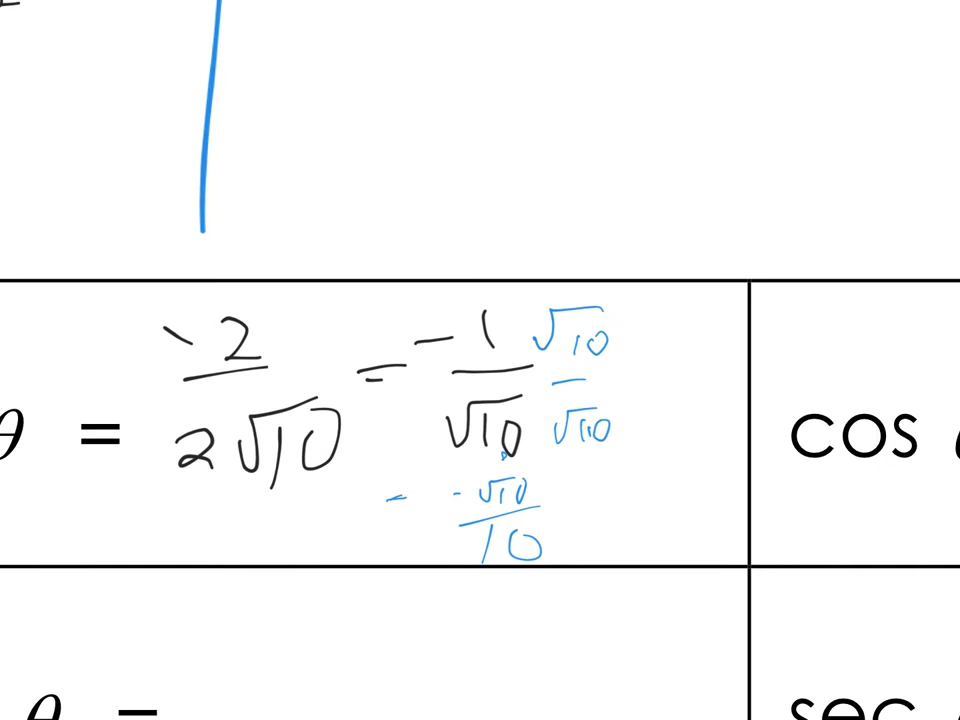 θ = -2/2√10 = -1/√10 √10/√10
= -√10/10
cos
θ =
sec